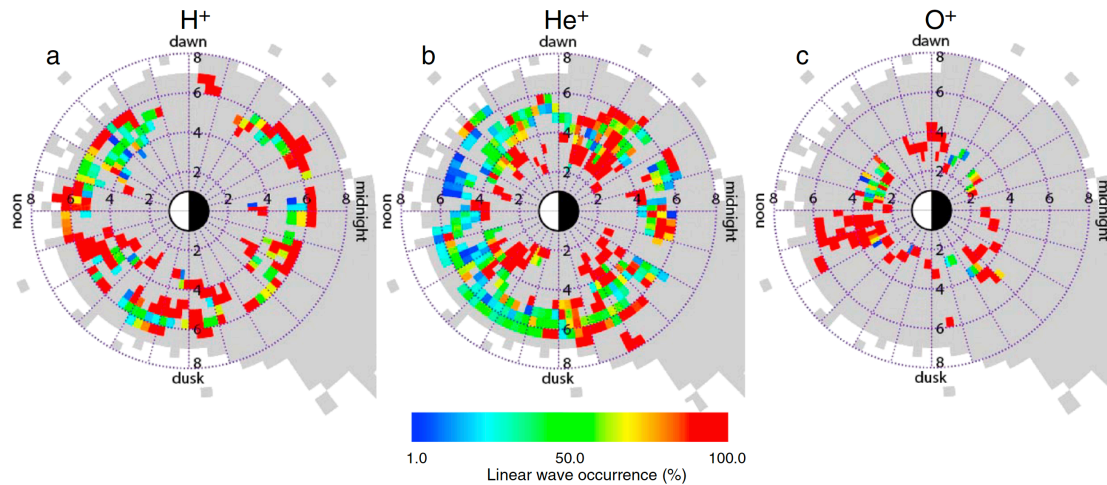 H+ He+ O+
a dawn b dawn c dawn
8 8 8
6 6 6
4 4 4
2 2 2
noon 8 6 4 2 2 4 6 8 midnight noon 8 6 4 2 2 4 6 8 midnight noon 8 6 4 2 2 4 6 8 midnight
2 2 2
4 4 4
6 6 6
8 8 8
dusk dusk dusk
1.0 50.0 100.0
Linear wave occurrence (%)